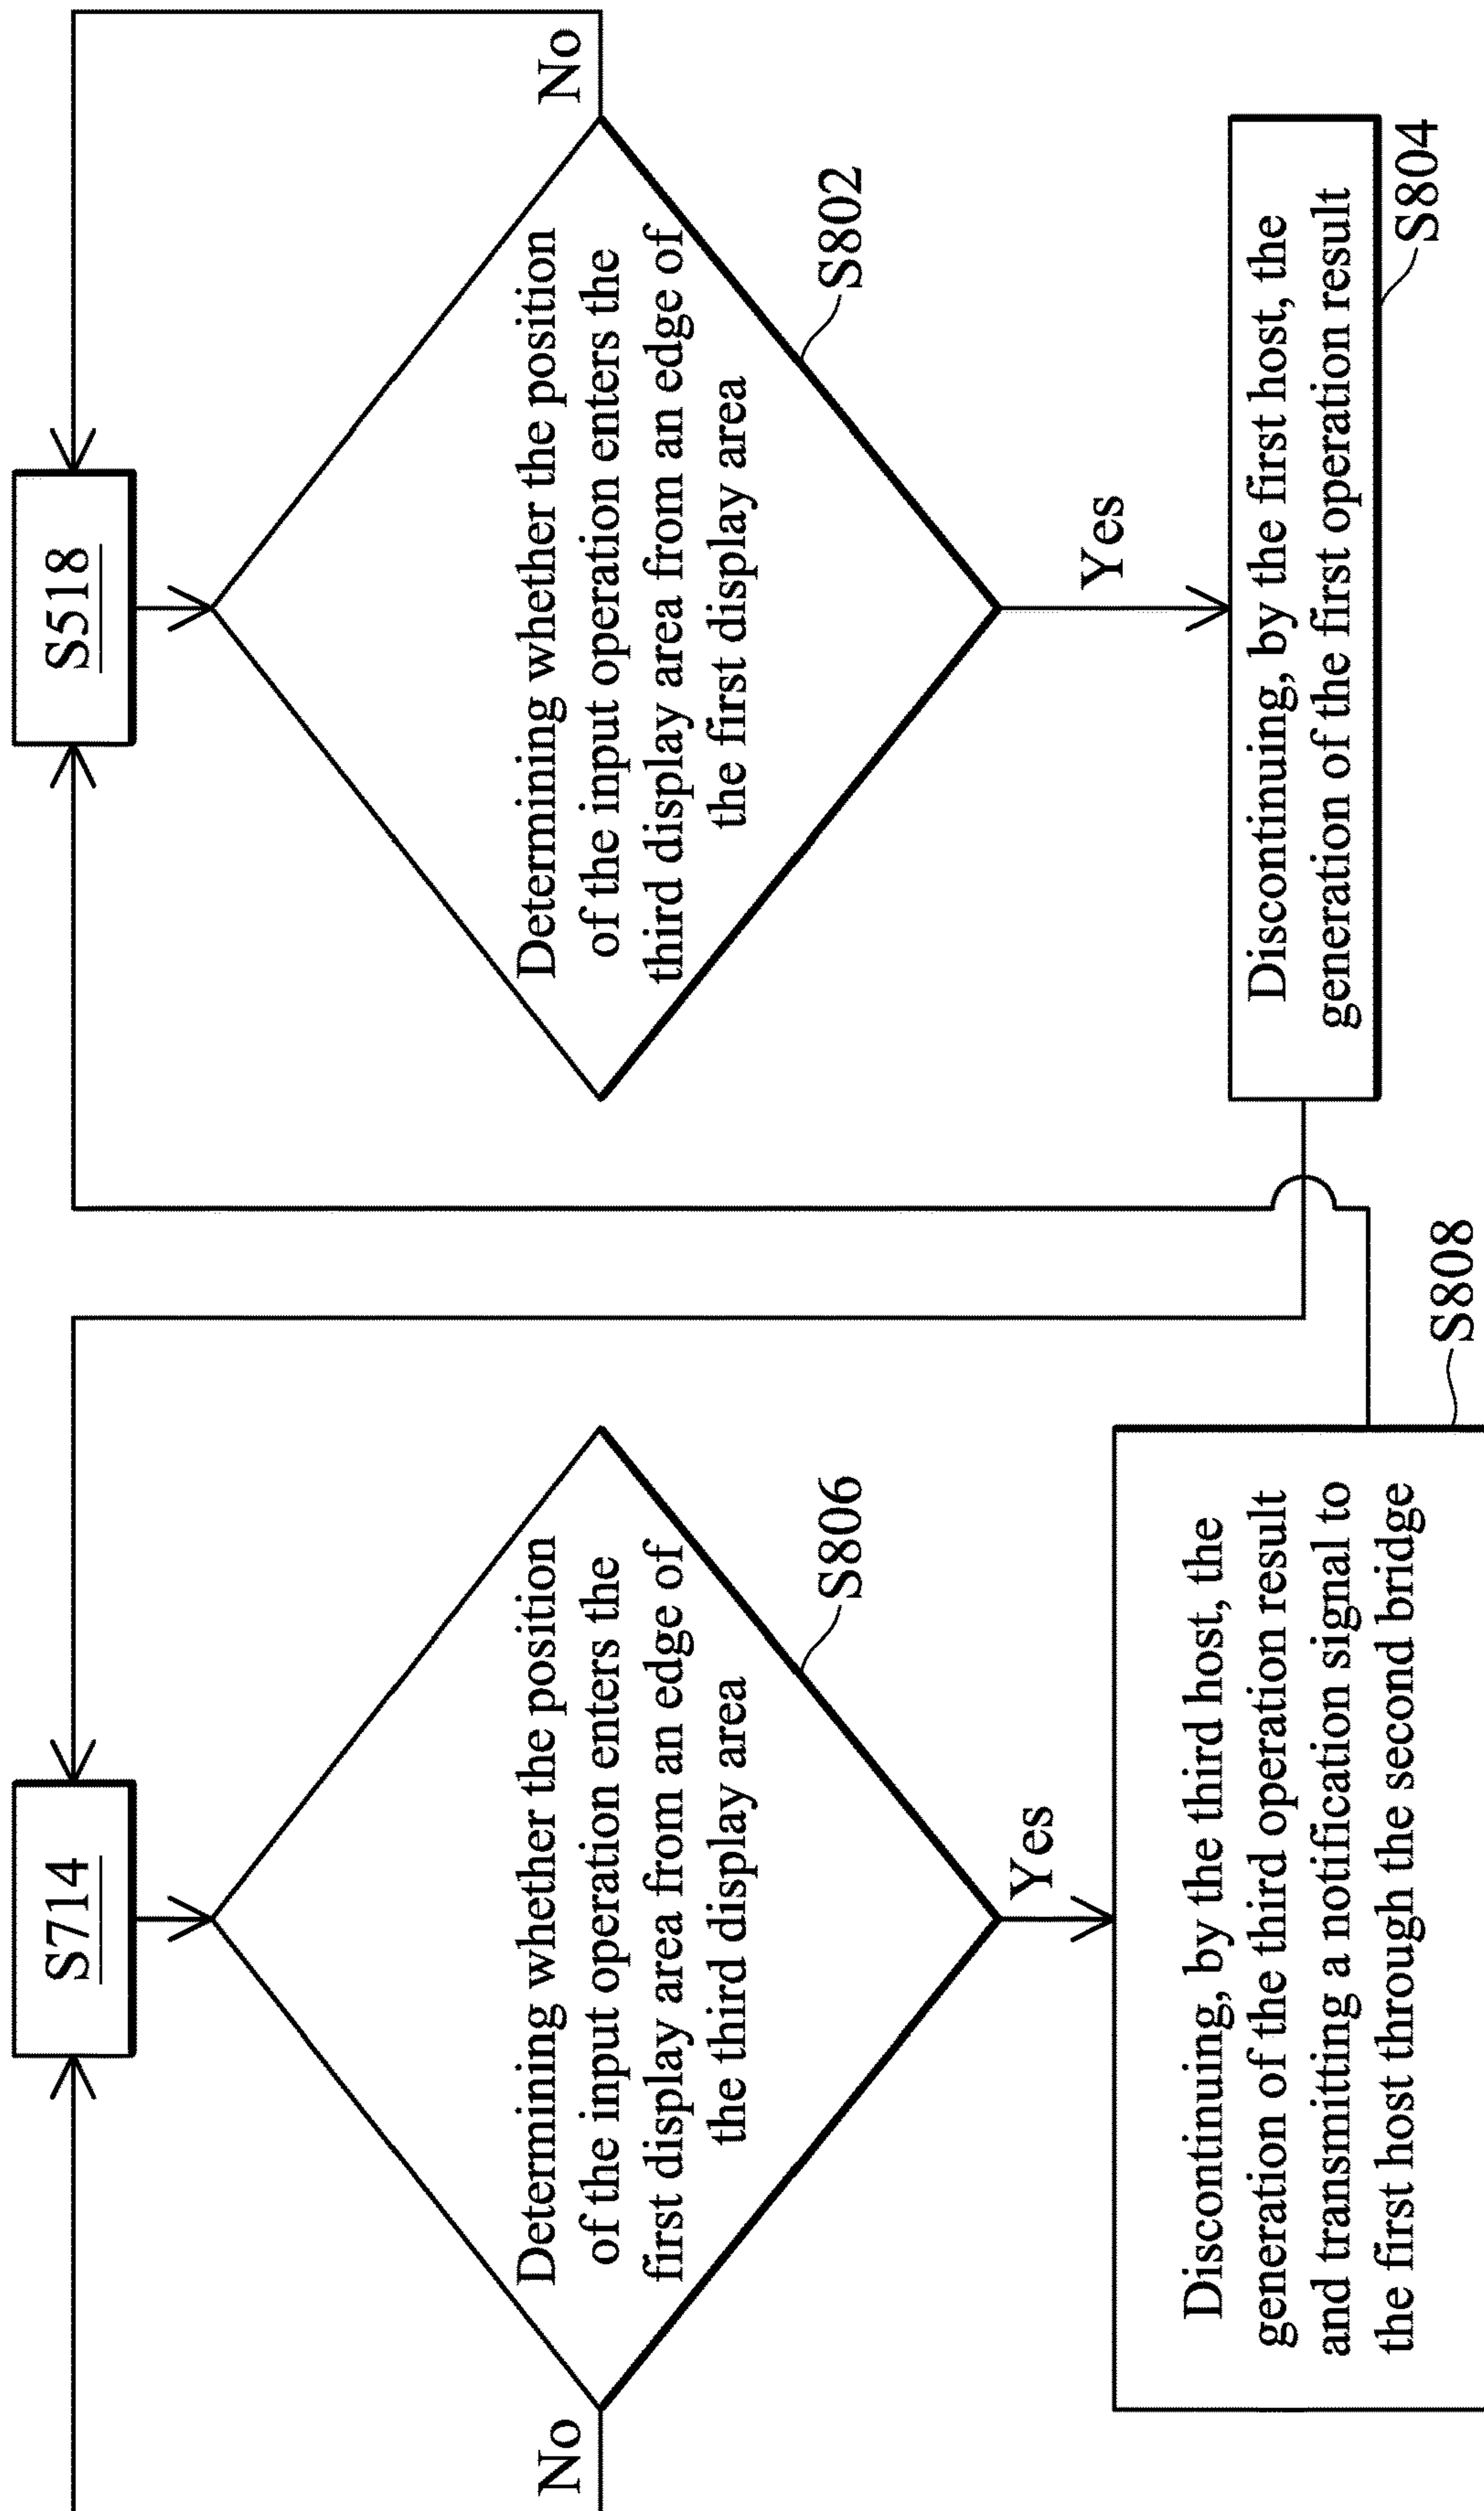 S714
Determining whether the position
of the input operation enters the
first display area from an edge of
the third display area
S806
No
Yes
Discontinuing, by the third host, the
generation of the third operation result
and transmitting a notification signal to
the first host through the second bridge
S808
S518
Determining whether the position
of the input operation enters the
third display area from an edge of
the first display area
S802
No
Yes
Discontinuing, by the first host, the
generation of the first operation result
S804